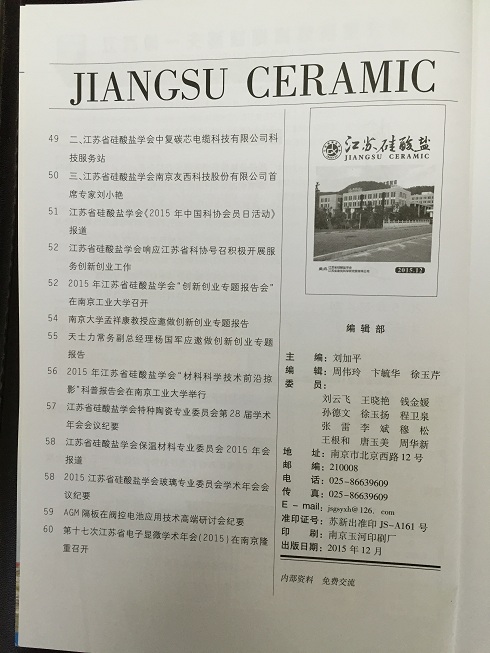 JIANGSU CERAMIC
49 二、江苏省硅酸盐学会中复碳芯电缆科技有限公司科
技服务站
50 三、江苏省硅酸盐学会南京友西科技股份有限公司首
席专家刘小艳
51 江苏省硅酸盐学会《2015 年中国科协会员日活动》
报道
52 江苏省硅酸盐学会响应江苏省科协号召积极开展服
务创新创业工作
52 2015 年江苏省硅酸盐学会“创新创业专题报告会”
在南京工业大学召开
54 南京大学孟祥康教授应邀做创新创业专题报告
55 天士力常务副总经理杨国军应邀做创新创业专题
报告
56 2015 年江苏省硅酸盐学会“材料科学技术前沿掠
影”科普报告会在南京工业大学举行
57 江苏省硅酸盐学会特种陶瓷专业委员会第 28 届学术
年会会议纪要
58 江苏省硅酸盐学会保温材料专业委员会 2015 年会
报道
58 2015 江苏省硅酸盐学会玻璃专业委员会学术年会会
议纪要
59 AGM 隔板在阀控电池应用技术高端研讨会纪要
60 第十七次江苏省电子显微学术年会(2015)在南京隆
重召开
江苏硅酸盐
JIANGSU CERAMIC
2015.12
编辑部
主 编：刘加平
编 辑：周伟玲 卞毓华 徐玉芹
委 员：
刘云飞 王晓艳 钱金媛
孙德文 徐玉扬 程卫泉
张雷 李斌 穆松
王根和 唐玉美 周华新
地 址：南京市北京西路 12 号
邮 编：210008
电 话：025-86639609
传 真：025-86639609
E-mail：jsgsyxh@126.com
准印证号：苏新出准印 JS-A161 号
印 刷：南京玉河印刷厂
出版日期：2015 年 12 月
内部资料 免费交流